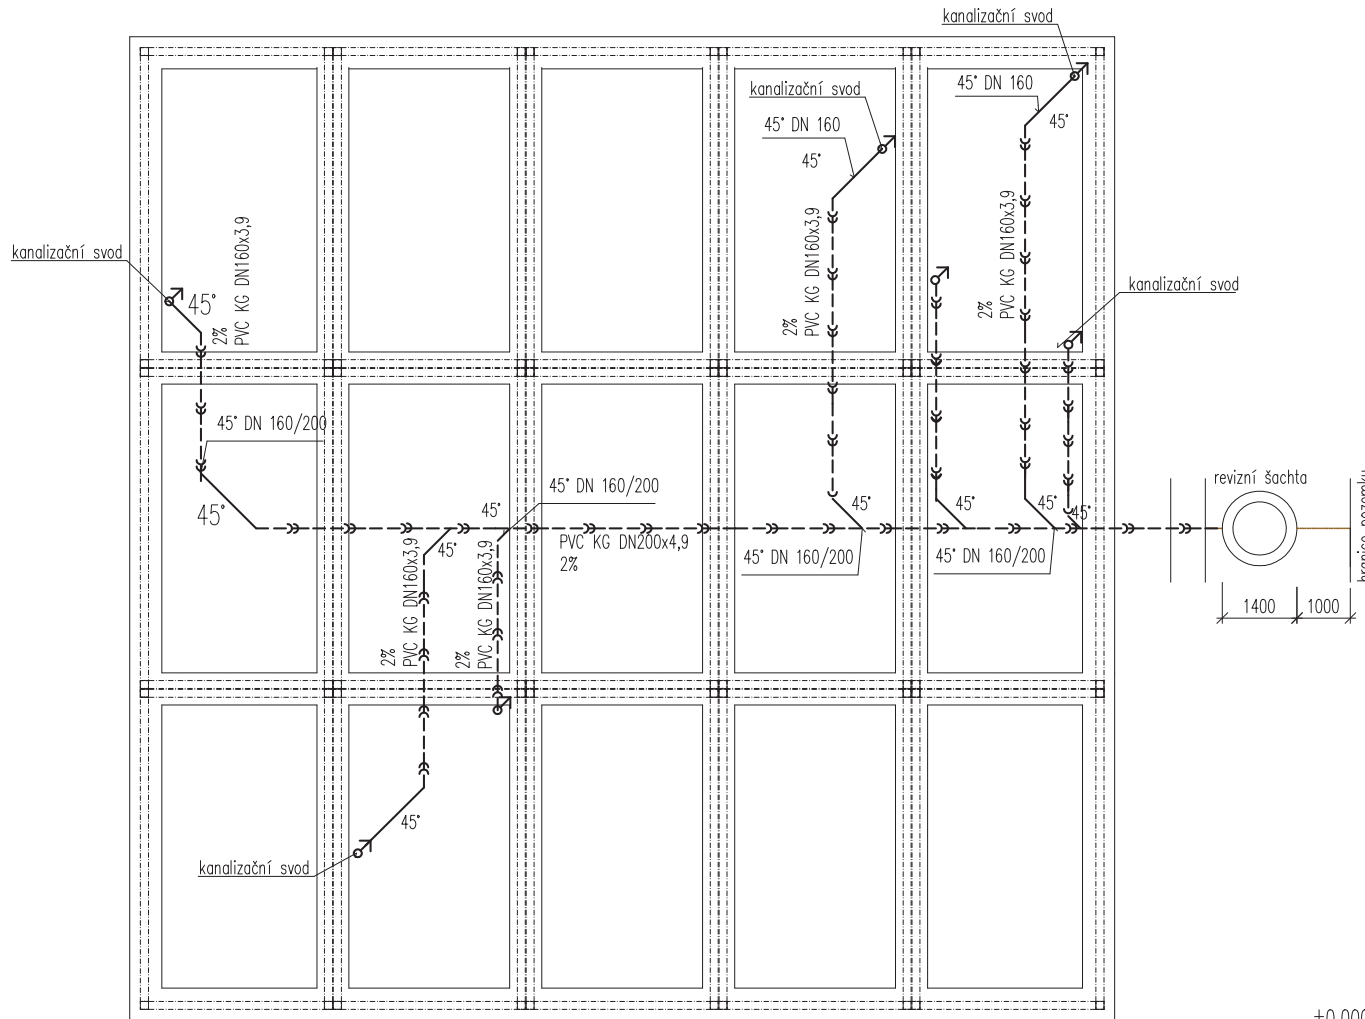 kanalizační svod
45° DN 160
45°
kanalizační svod
45° DN 160
45°
kanalizační svod
45°
2%
PVC KG DN160x3,9
2%
PVC KG DN160x3,9
2%
PVC KG DN160x3,9
kanalizační svod
45° DN 160/200
45°
45° DN 160/200
45°
45°
PVC KG DN200x4,9
2%
45°
45° DN 160/200
45°
45° DN 160/200
45°
45°
revizní šachta
hranice pozemku
1400
1000
2%
PVC KG DN160x3,9
2%
PVC KG DN160x3,9
45°
kanalizační svod
±0,000